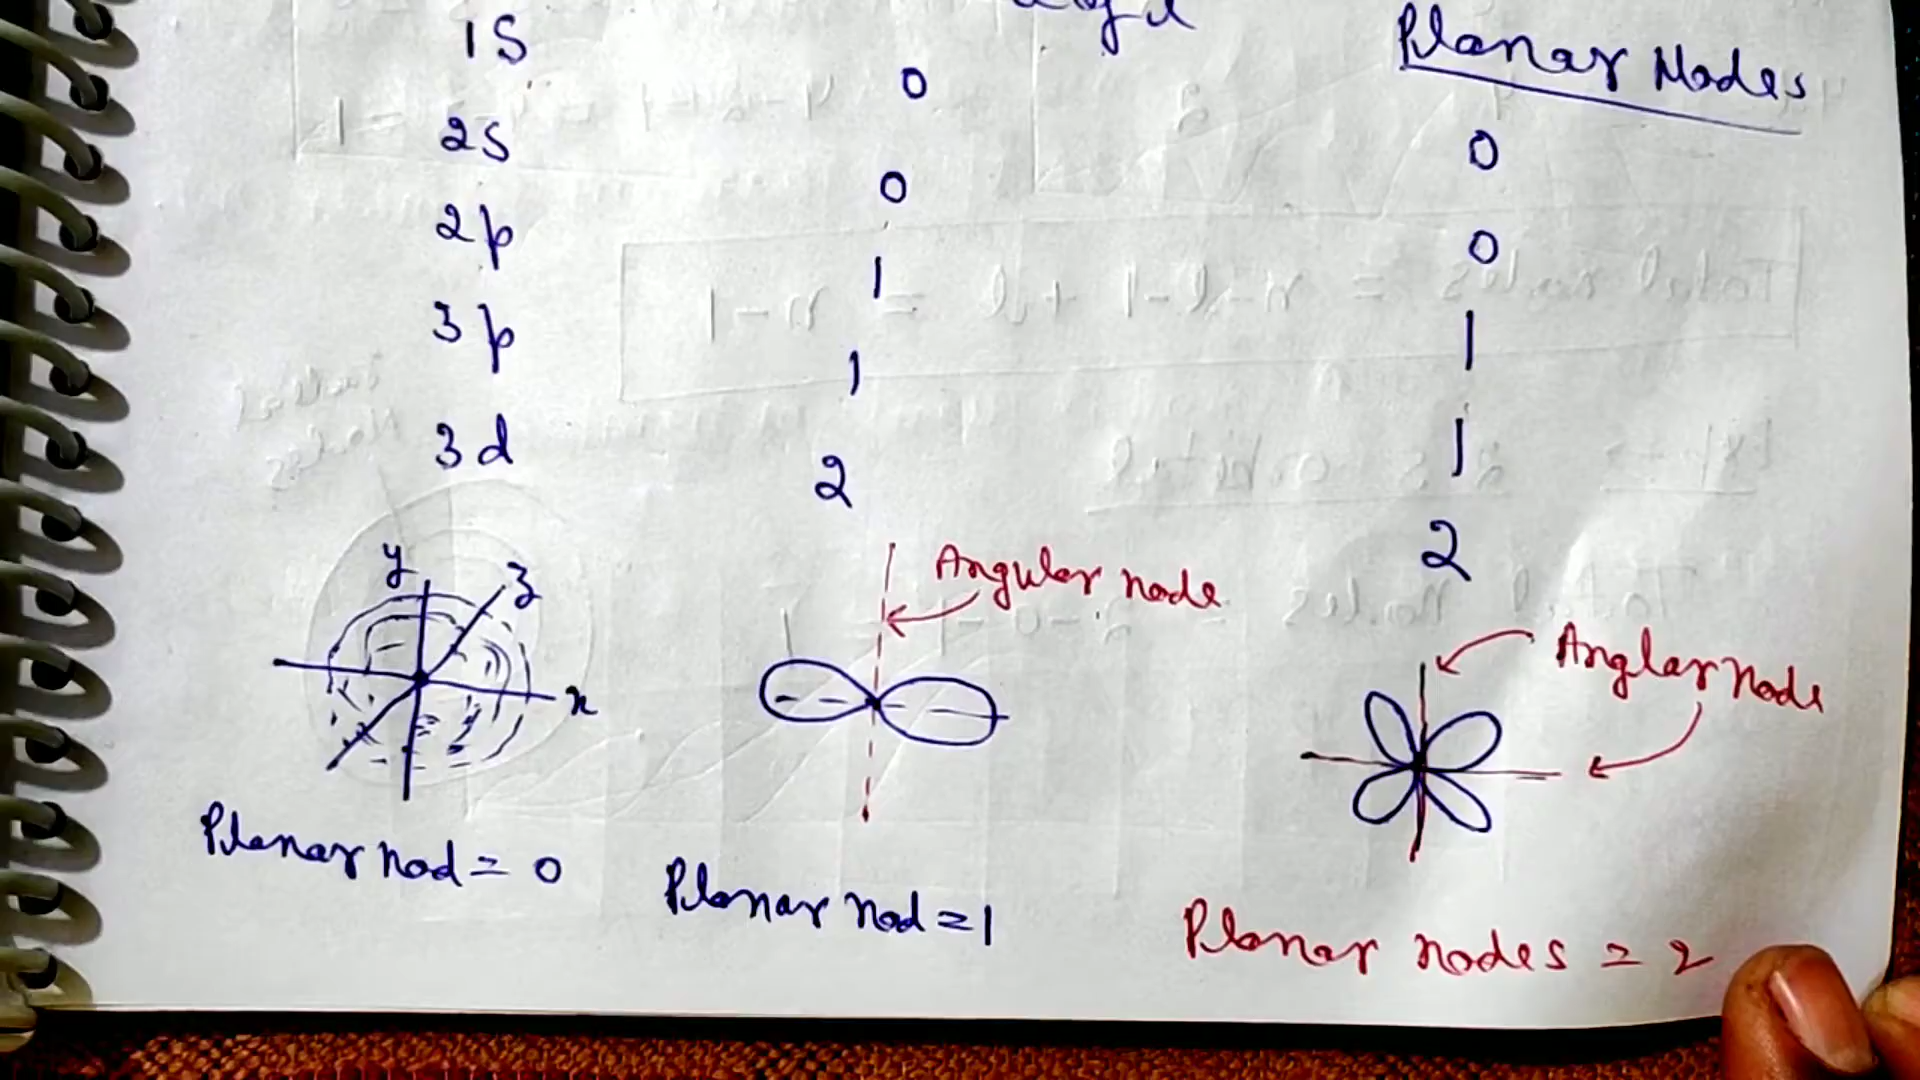 1S 0 Planar Nodes
2S 0 0
2p 1 0
3p 1 1
3d 2 1
2
y z x
Angular node
Anglar node
Planar nod = 0
Planar nod = 1
Planar nodes = 2